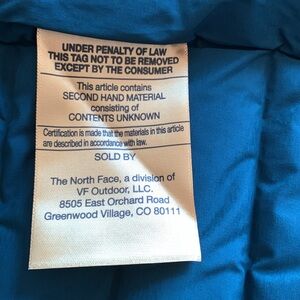 UNDER PENALTY OF LAW
THIS TAG NOT TO BE REMOVED
EXCEPT BY THE CONSUMER
This article contains
SECOND HAND MATERIAL
consisting of
CONTENTS UNKNOWN
Certification is made that the materials in this article
are described in accordance with law.
SOLD BY
The North Face, a division of
VF Outdoor, LLC.
8505 East Orchard Road
Greenwood Village, CO 80111